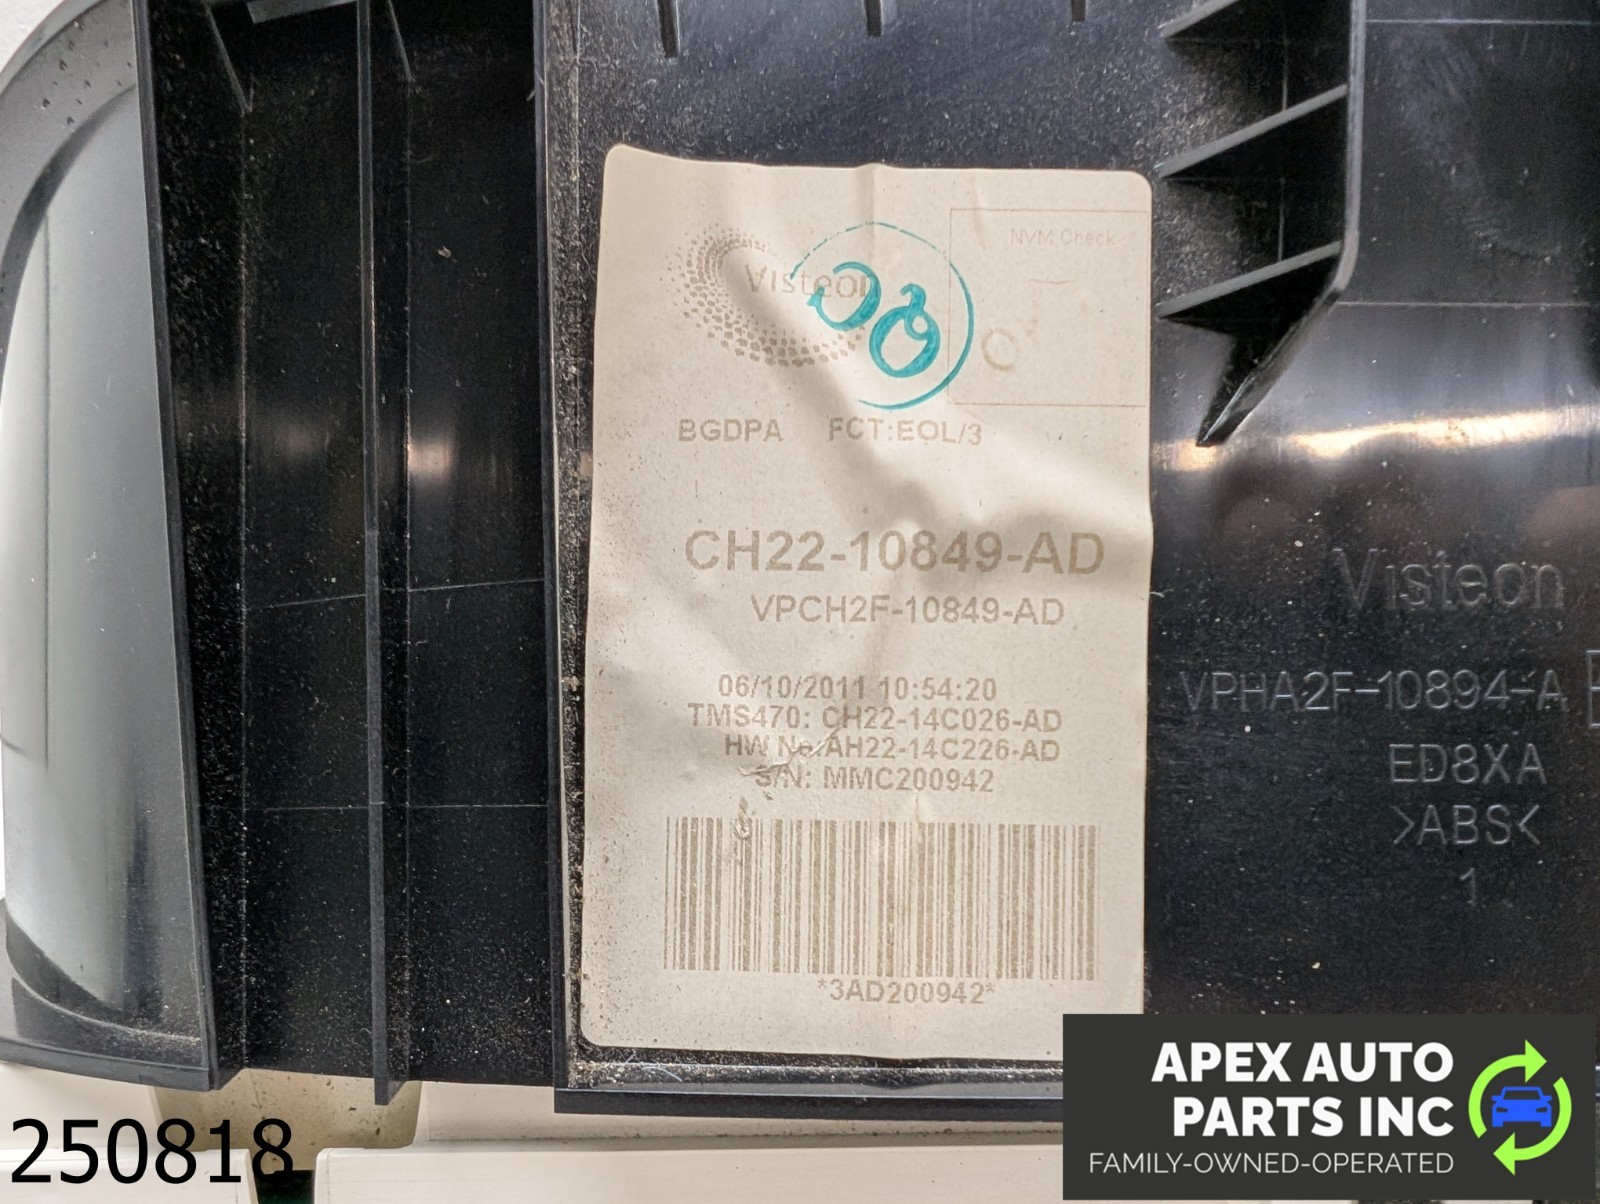 NVM Check
Visteon
BGDPA FCT:EOL/3
CH22-10849-AD
VPCH2F-10849-AD
06/10/2011 10:54:20
TMS470: CH22-14C026-AD
HW No:AH22-14C226-AD
S/N: MMC200942
*3AD200942*
Visteon
VPHA2F-10894-A
ED8XA
>ABS<
1
250818
APEX AUTO
PARTS INC
FAMILY-OWNED-OPERATED